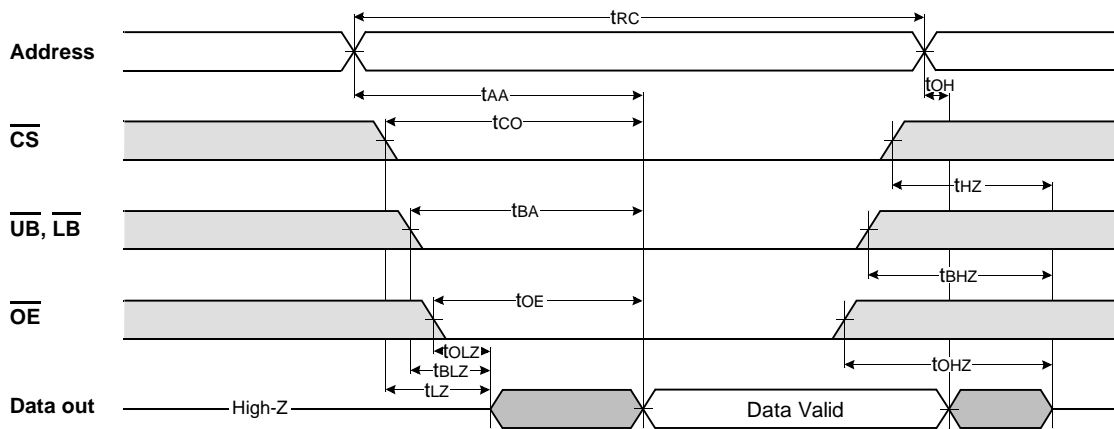 tRC
Address
tOH
tAA
tCO
CS
tHZ
tBA
UB, LB
tBHZ
tOE
OE
tOLZ
tOHZ
tBLZ
tLZ
Data out
High-Z
Data Valid